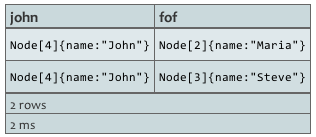 john fof
Node[4]{name:"John"} Node[2]{name:"Maria"}
Node[4]{name:"John"} Node[3]{name:"Steve"}
2 rows
2 ms